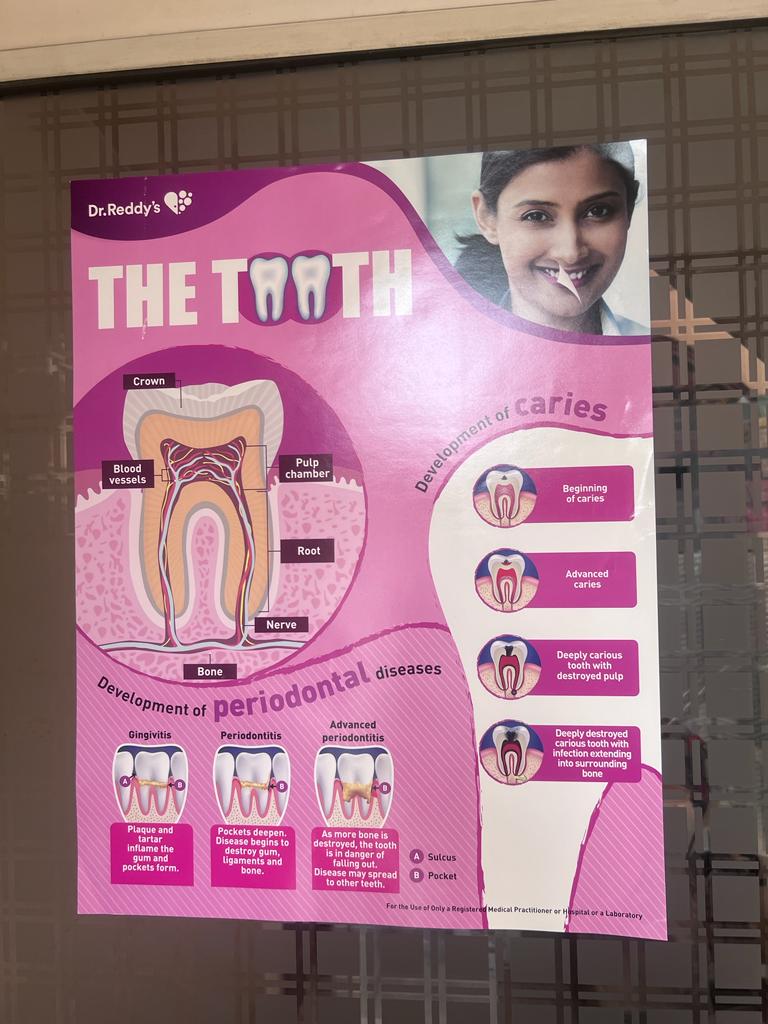 Dr.Reddy's
THE TOOTH
Crown
Blood
vessels
Pulp
chamber
Root
Nerve
Bone
Development of caries
Beginning
of caries
Advanced
caries
Deeply carious
tooth with
destroyed pulp
Deeply destroyed
carious tooth with
infection extending
into surrounding
bone
Development of periodontal diseases
Gingivitis
A
B
Plaque and
tartar
inflame the
gum and
pockets form.
Periodontitis
B
Pockets deepen.
Disease begins to
destroy gum,
ligaments and
bone.
Advanced
periodontitis
B
As more bone is
destroyed, the tooth
is in danger of
falling out.
Disease may spread
to other teeth.
A Sulcus
B Pocket
For the Use of Only a Registered Medical Practitioner or Hospital or a Laboratory